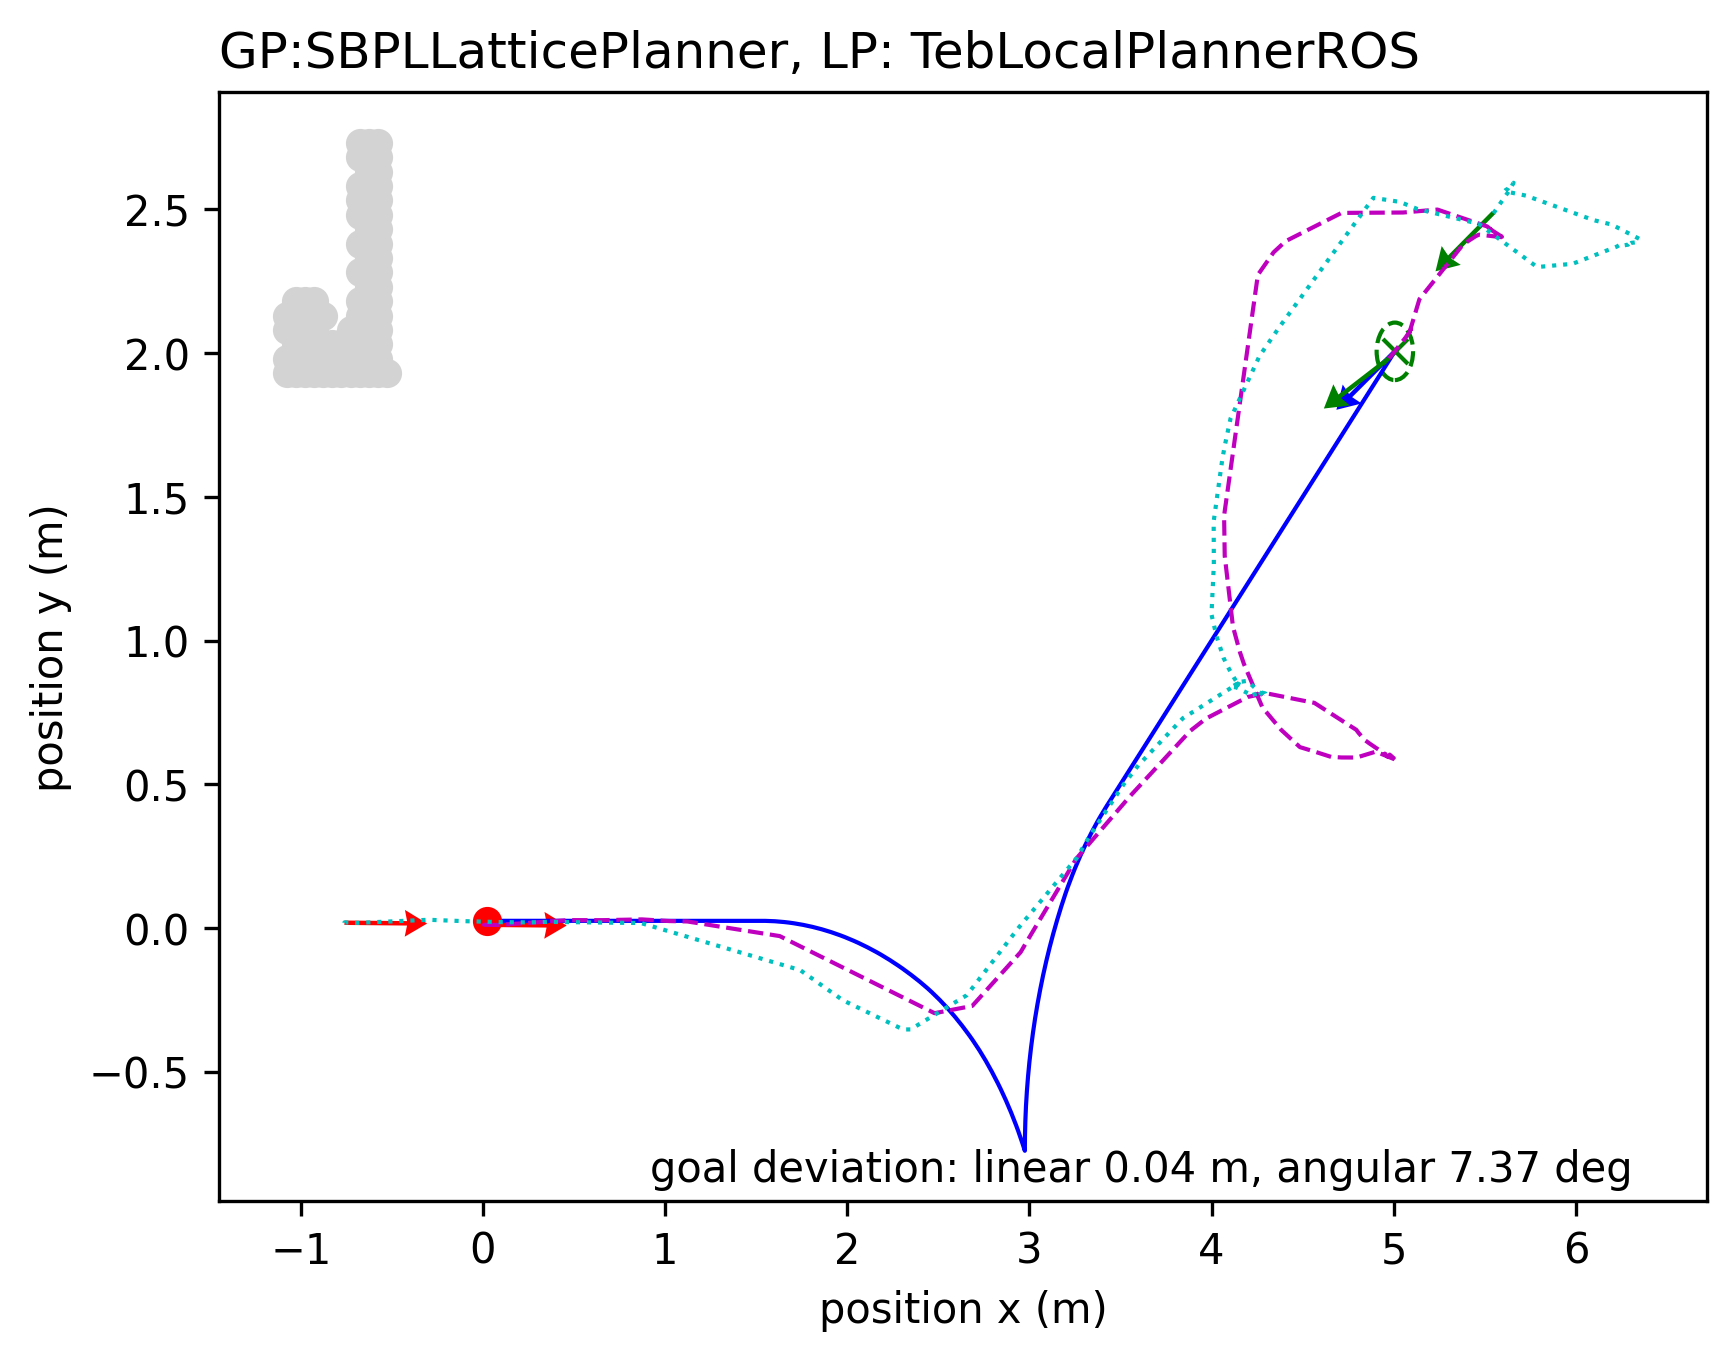 GP:SBPLLatticePlanner, LP: TebLocalPlannerROS
2.5
2.0
1.5
1.0
0.5
0.0
−0.5
position y (m)
goal deviation: linear 0.04 m, angular 7.37 deg
−1 0 1 2 3 4 5 6
position x (m)